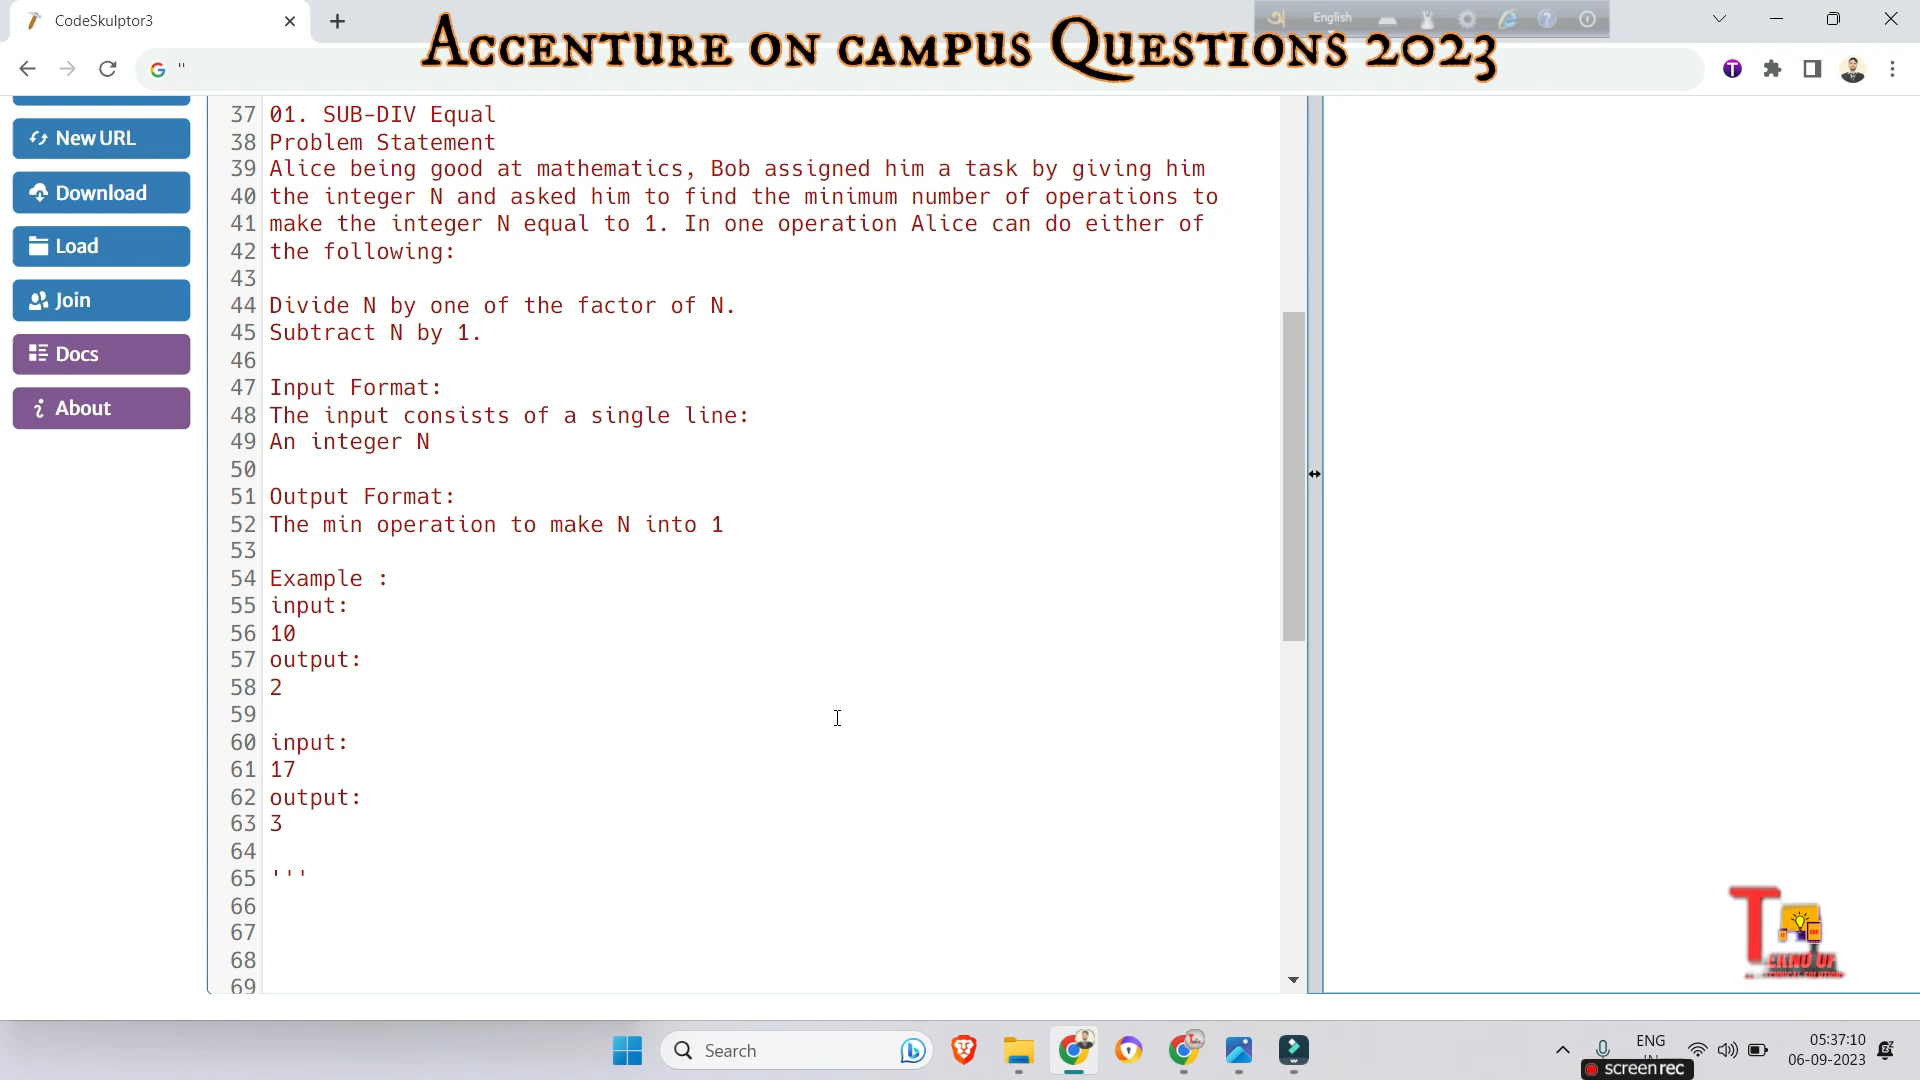 CodeSkulptor3
English
ACCENTURE ON CAMPUS QUESTIONS 2023
"
New URL
Download
Load
Join
Docs
About
37 01. SUB-DIV Equal
38 Problem Statement
39 Alice being good at mathematics, Bob assigned him a task by giving him
40 the integer N and asked him to find the minimum number of operations to
41 make the integer N equal to 1. In one operation Alice can do either of
42 the following:
43
44 Divide N by one of the factor of N.
45 Subtract N by 1.
46
47 Input Format:
48 The input consists of a single line:
49 An integer N
50
51 Output Format:
52 The min operation to make N into 1
53
54 Example :
55 input:
56 10
57 output:
58 2
59
60 input:
61 17
62 output:
63 3
64
65 '''
66
67
68
69
Search
ENG
05:37:10
06-09-2023
screenrec